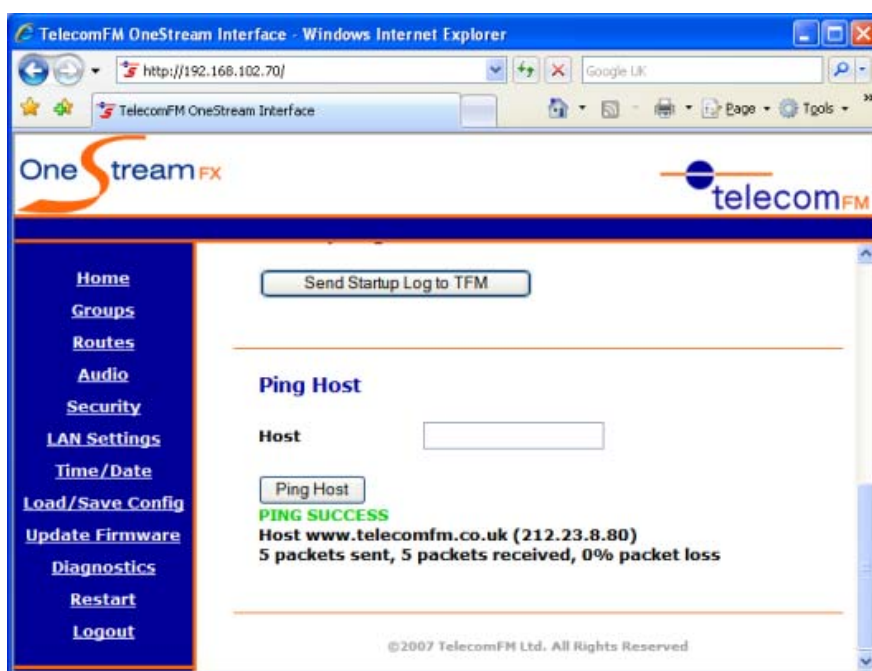 TelecomFM OneStream Interface - Windows Internet Explorer
http://192.168.102.70/
Google UK
TelecomFM OneStream Interface
Page
Tools
One Stream FX
telecomFM
Home
Groups
Routes
Audio
Security
LAN Settings
Time/Date
Load/Save Config
Update Firmware
Diagnostics
Restart
Logout
Send Startup Log to TFM
Ping Host
Host
Ping Host
PING SUCCESS
Host www.telecomfm.co.uk (212.23.8.80)
5 packets sent, 5 packets received, 0% packet loss
©2007 TelecomFM Ltd. All Rights Reserved